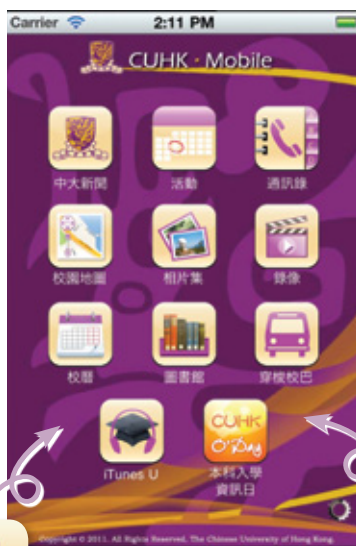 Carrier 2:11 PM
CUHK · Mobile
中大新聞 活動 通訊錄
校園地圖 相片集 錄像
校曆 圖書館 穿梭校巴
CUHK
O'Day
iTunes U 本科入學
資訊日
Copyright © 2011. All Rights Reserved. The Chinese University of Hong Kong.